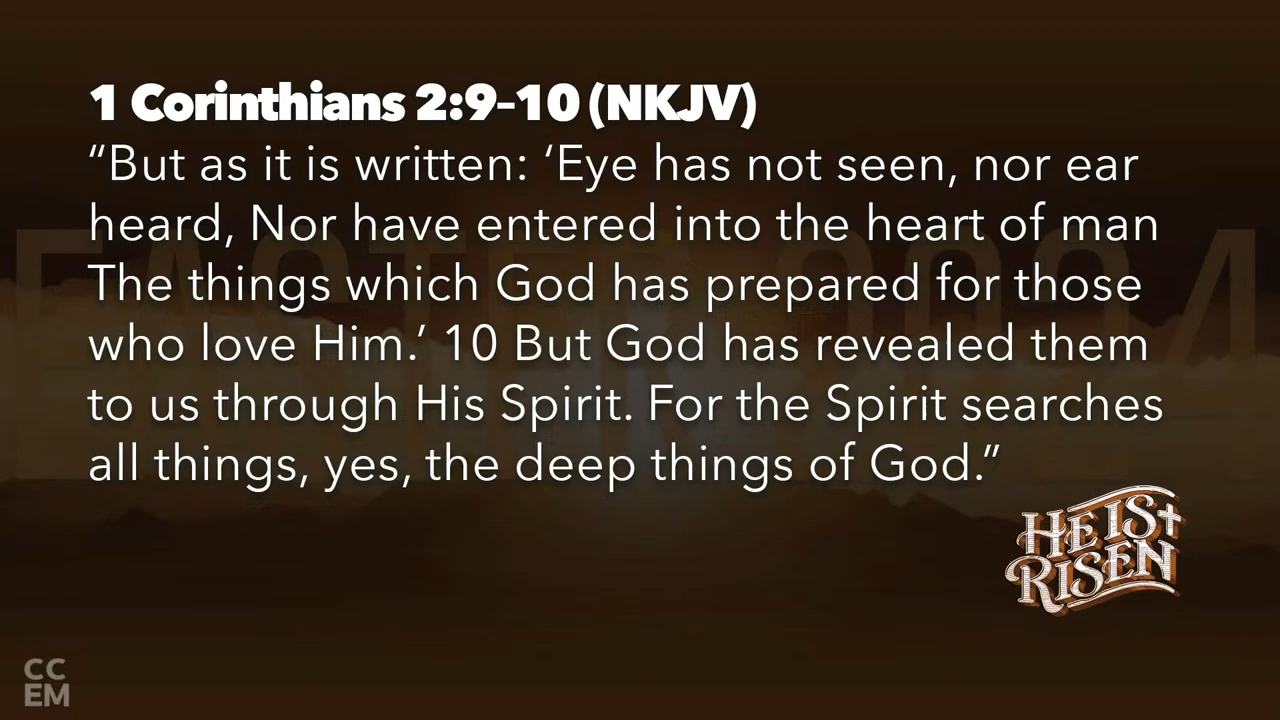 1 Corinthians 2:9–10 (NKJV)
“But as it is written: ‘Eye has not seen, nor ear
heard, Nor have entered into the heart of man
The things which God has prepared for those
who love Him.’ 10 But God has revealed them
to us through His Spirit. For the Spirit searches
all things, yes, the deep things of God.”
EASTER 2024
HE IS
RISEN
CC
EM